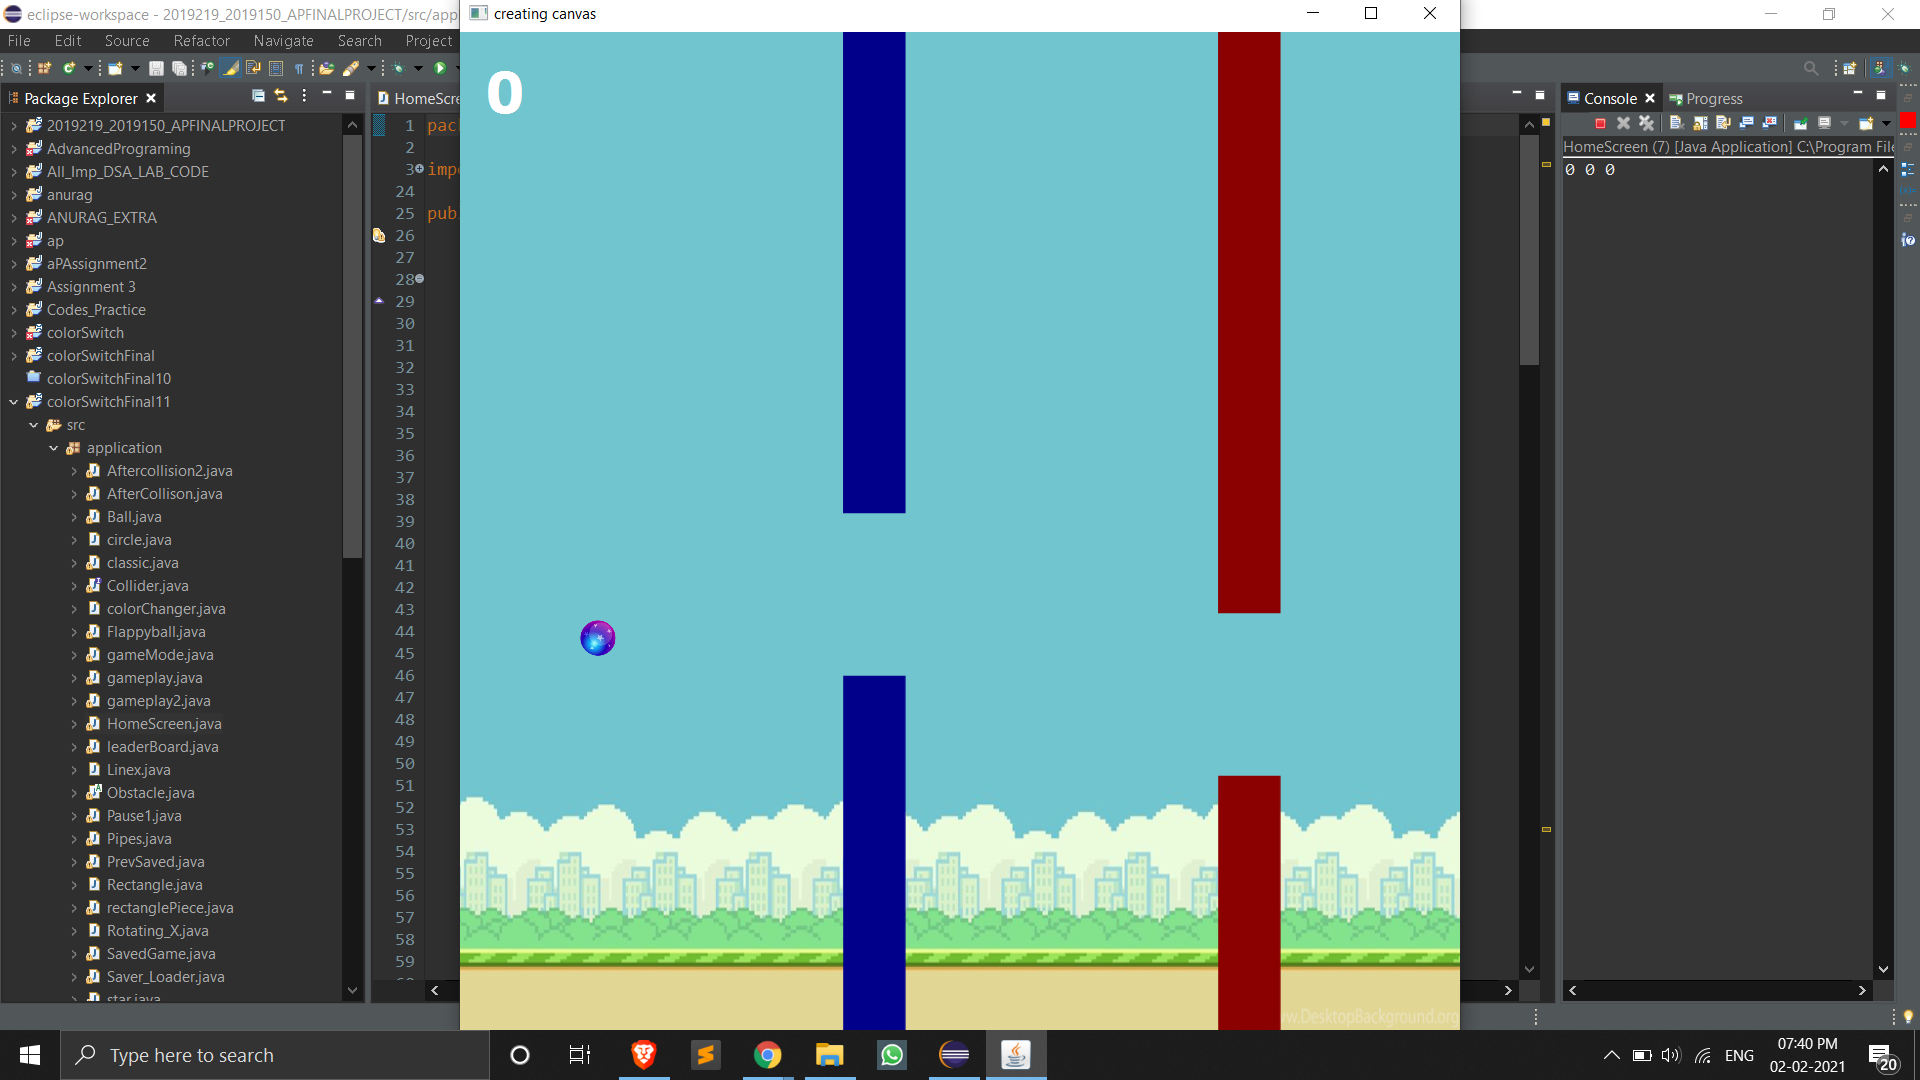 eclipse-workspace - 2019219_2019150_APFINALPROJECT/src/app
creating canvas
File Edit Source Refactor Navigate Search Project
Package Explorer
HomeScre
Console
Progress
0
HomeScreen (7) [Java Application] C:\Program File
0 0 0
2019219_2019150_APFINALPROJECT
AdvancedPrograming
All_Imp_DSA_LAB_CODE
anurag
ANURAG_EXTRA
ap
aPAssignment2
Assignment 3
Codes_Practice
colorSwitch
colorSwitchFinal
colorSwitchFinal10
colorSwitchFinal11
src
application
Aftercollision2.java
AfterCollison.java
Ball.java
circle.java
classic.java
Collider.java
colorChanger.java
Flappyball.java
gameMode.java
gameplay.java
gameplay2.java
HomeScreen.java
leaderBoard.java
Linex.java
Obstacle.java
Pause1.java
Pipes.java
PrevSaved.java
Rectangle.java
rectanglePiece.java
Rotating_X.java
SavedGame.java
Saver_Loader.java
star.java
1 pac
2
3 imp
24
25 pub
26
27
28
29
30
31
32
33
34
35
36
37
38
39
40
41
42
43
44
45
46
47
48
49
50
51
52
53
54
55
56
57
58
59
w.DesktopBackground.org
Type here to search
ENG
07:40 PM
02-02-2021
20